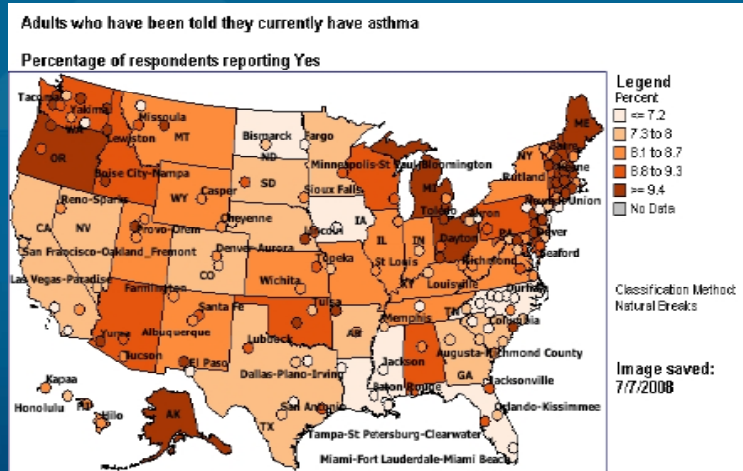 Adults who have been told they currently have asthma
Percentage of respondents reporting Yes
Legend
Percent
<= 7.2
7.3 to 8
8.1 to 8.7
8.8 to 9.3
>= 9.4
No Data
Classification Method:
Natural Breaks
Image saved:
7/7/2008
Tacoma
Yakima
WA
Lewiston
Missoula
MT
Bismarck
ND
Fargo
OR
Boise City-Nampa
Minneapolis-St Paul-Bloomington
SD
Sioux Falls
WY
Casper
Cheyenne
Reno-Sparks
CA
NV
Provo-Orem
San Francisco-Oakland_Fremont
Denver-Aurora
CO
IA
MI
Toledo
Akron
Dayton
PA
NY
Rutland
ME
Dover
Seaford
IL
IN
St Louis
KY
Louisville
Richmond
Topeka
Wichita
Las Vegas-Paradise
Farmington
Santa Fe
Albuquerque
Tulsa
AR
Memphis
TN
Durham
Columbia
Yuma
Tucson
El Paso
Lubbock
Dallas-Plano-Irving
Jackson
Augusta-Richmond County
GA
Baton Rouge
Jacksonville
Orlando-Kissimmee
San Antonio
TX
Tampa-St Petersburg-Clearwater
Miami-Fort Lauderdale-Miami Beach
Kapaa
Honolulu
HI
Hilo
AK